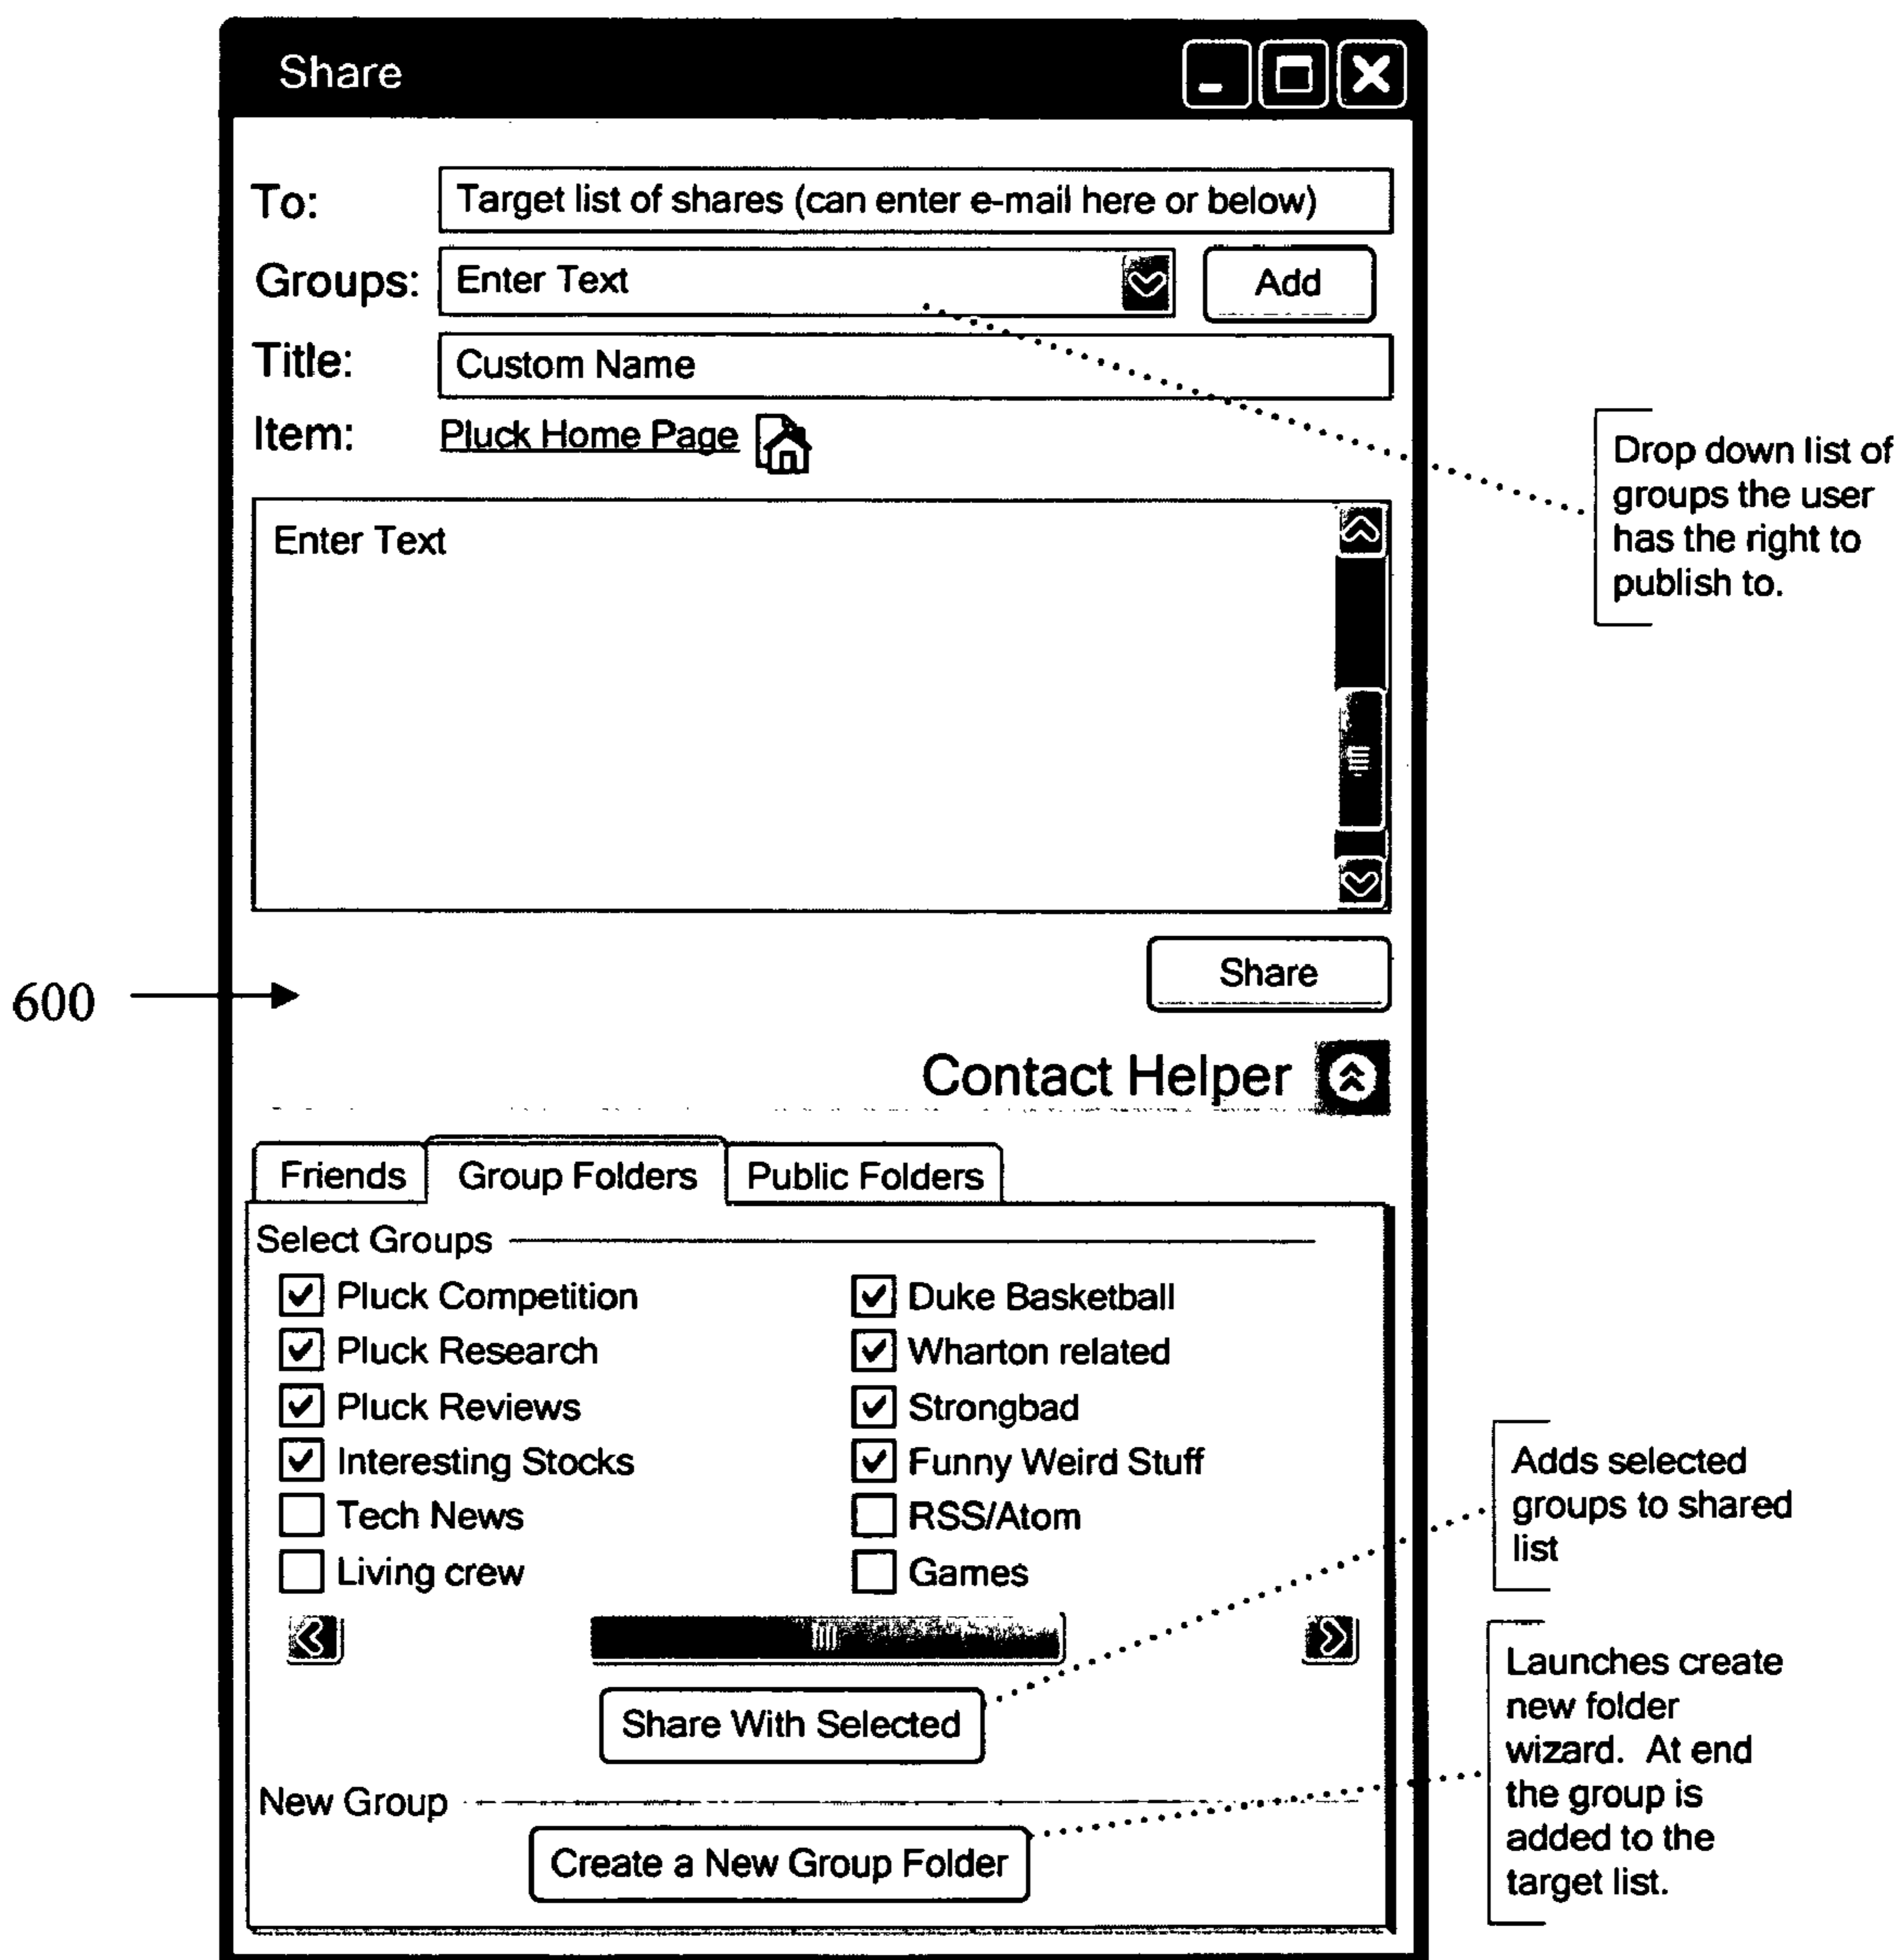 Share
To: Target list of shares (can enter e-mail here or below)
Groups: Enter Text Add
Title: Custom Name
Item: Pluck Home Page
Drop down list of
groups the user
has the right to
publish to.
Enter Text
Share
600
Contact Helper
Friends Group Folders Public Folders
Select Groups
Pluck Competition Duke Basketball
Pluck Research Wharton related
Pluck Reviews Strongbad
Interesting Stocks Funny Weird Stuff
Tech News RSS/Atom
Living crew Games
Adds selected
groups to shared
list
Share With Selected
Launches create
new folder
wizard. At end
the group is
added to the
target list.
New Group
Create a New Group Folder